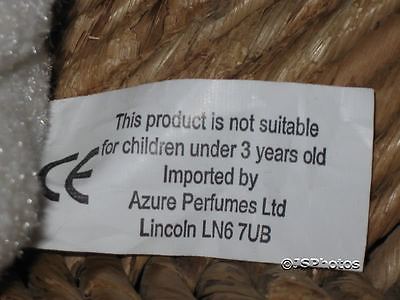 This product is not suitable
for children under 3 years old
Imported by
CE
Azure Perfumes Ltd
Lincoln LN6 7UB
©JSPhotos